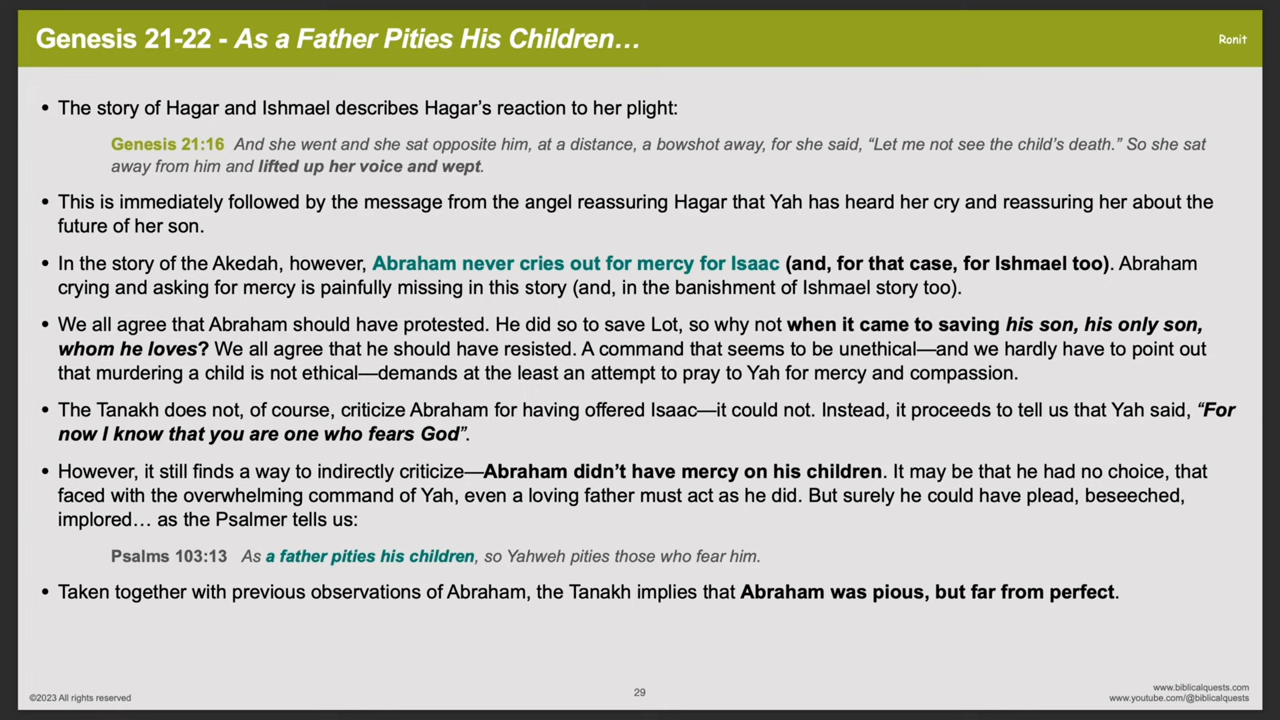 Genesis 21-22 - As a Father Pities His Children…
Ronit
• The story of Hagar and Ishmael describes Hagar’s reaction to her plight:
Genesis 21:16 And she went and she sat opposite him, at a distance, a bowshot away, for she said, “Let me not see the child’s death.” So she sat
away from him and lifted up her voice and wept.
• This is immediately followed by the message from the angel reassuring Hagar that Yah has heard her cry and reassuring her about the
future of her son.
• In the story of the Akedah, however, Abraham never cries out for mercy for Isaac (and, for that case, for Ishmael too). Abraham
crying and asking for mercy is painfully missing in this story (and, in the banishment of Ishmael story too).
• We all agree that Abraham should have protested. He did so to save Lot, so why not when it came to saving his son, his only son,
whom he loves? We all agree that he should have resisted. A command that seems to be unethical—and we hardly have to point out
that murdering a child is not ethical—demands at the least an attempt to pray to Yah for mercy and compassion.
• The Tanakh does not, of course, criticize Abraham for having offered Isaac—it could not. Instead, it proceeds to tell us that Yah said, “For
now I know that you are one who fears God”.
• However, it still finds a way to indirectly criticize—Abraham didn’t have mercy on his children. It may be that he had no choice, that
faced with the overwhelming command of Yah, even a loving father must act as he did. But surely he could have plead, beseeched,
implored… as the Psalmer tells us:
Psalms 103:13 As a father pities his children, so Yahweh pities those who fear him.
• Taken together with previous observations of Abraham, the Tanakh implies that Abraham was pious, but far from perfect.
©2023 All rights reserved
29
www.biblicalquests.com
www.youtube.com/@biblicalquests